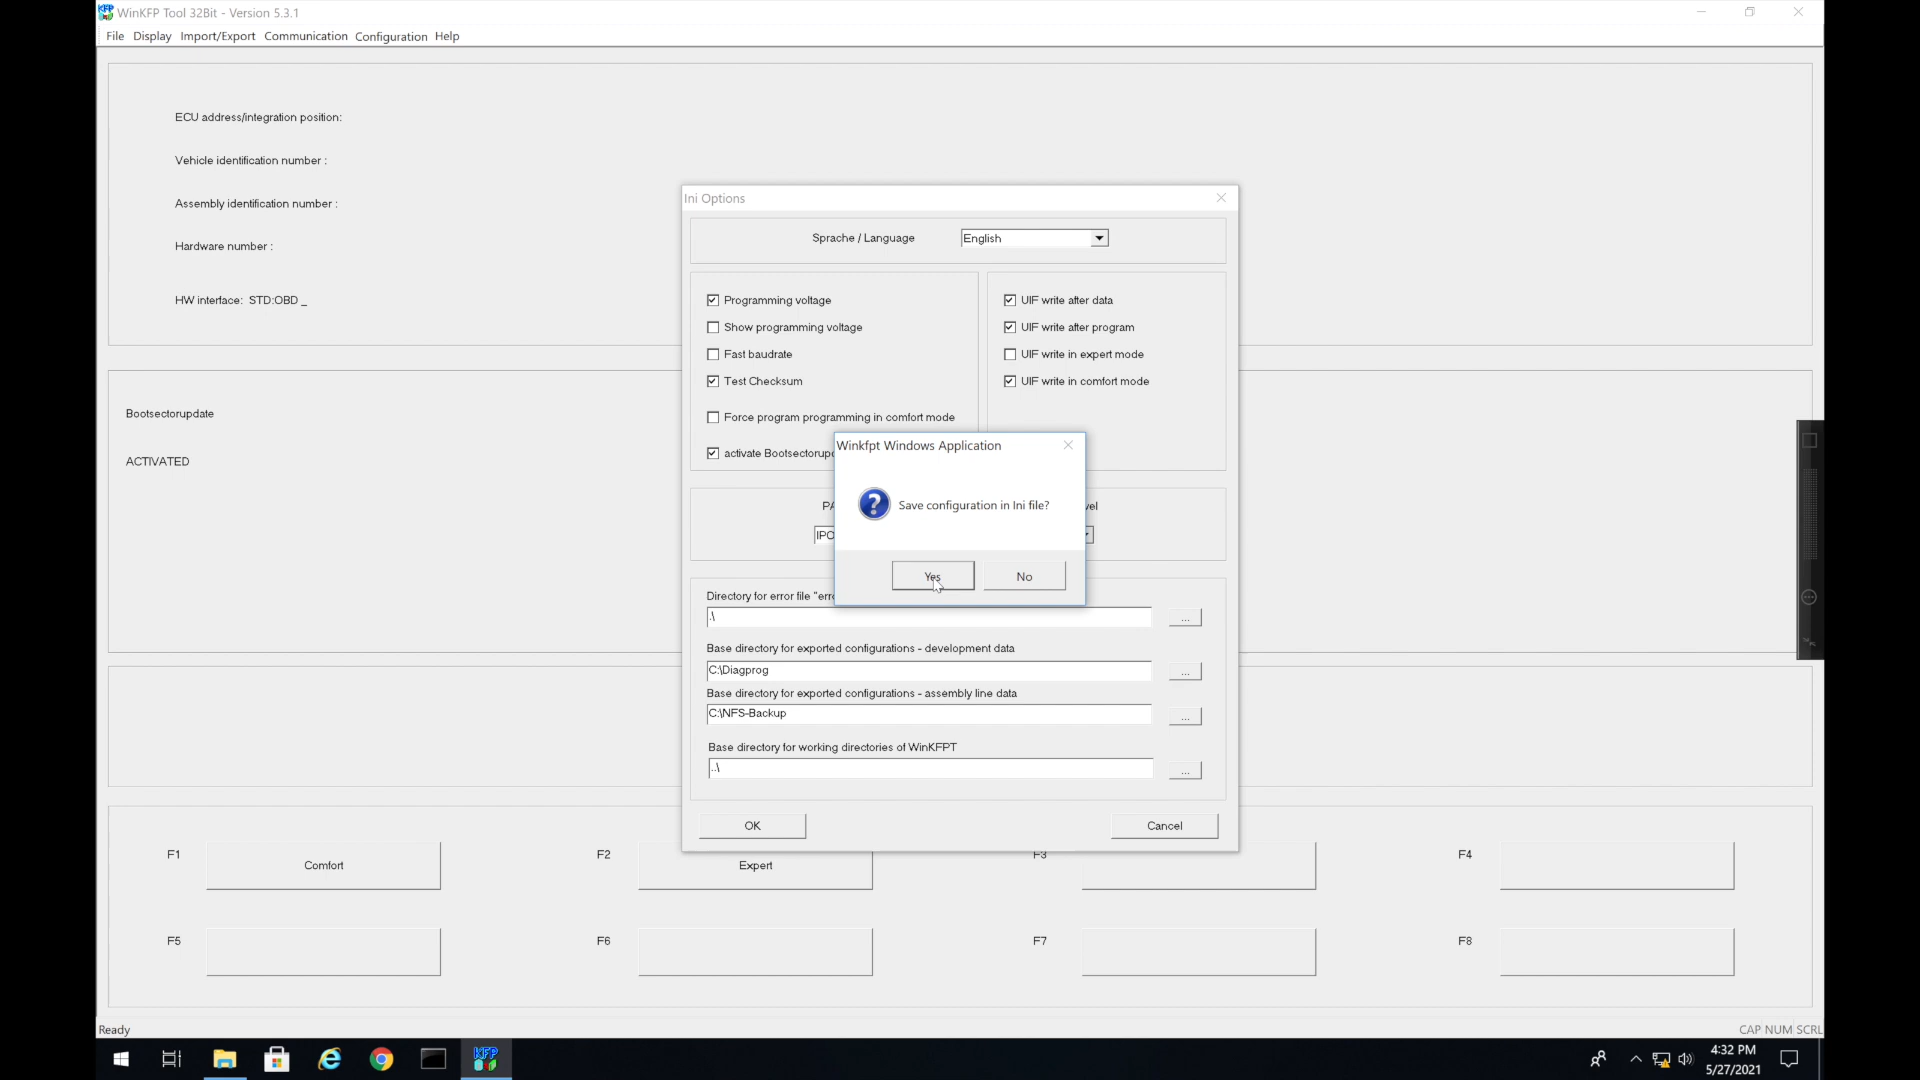 WinKFP Tool 32Bit - Version 5.3.1
File Display Import/Export Communication Configuration Help
ECU address/integration position:
Vehicle identification number :
Assembly identification number :
Hardware number :
HW interface: STD:OBD _
Bootsectorupdate
ACTIVATED
Ini Options
Sprache / Language
English
Programming voltage
Show programming voltage
Fast baudrate
Test Checksum
Force program programming in comfort mode
activate Bootsectorup
UIF write after data
UIF write after program
UIF write in expert mode
UIF write in comfort mode
Winkfpt Windows Application
Save configuration in Ini file?
Yes
No
Directory for error file "erro
.\
...
Base directory for exported configurations - development data
C:\Diagprog
...
Base directory for exported configurations - assembly line data
C:\NFS-Backup
...
Base directory for working directories of WinKFPT
..\
...
OK
Cancel
F1
Comfort
F2
Expert
F3
F4
F5
F6
F7
F8
Ready
CAP NUM SCRL
KFP
4:32 PM
5/27/2021